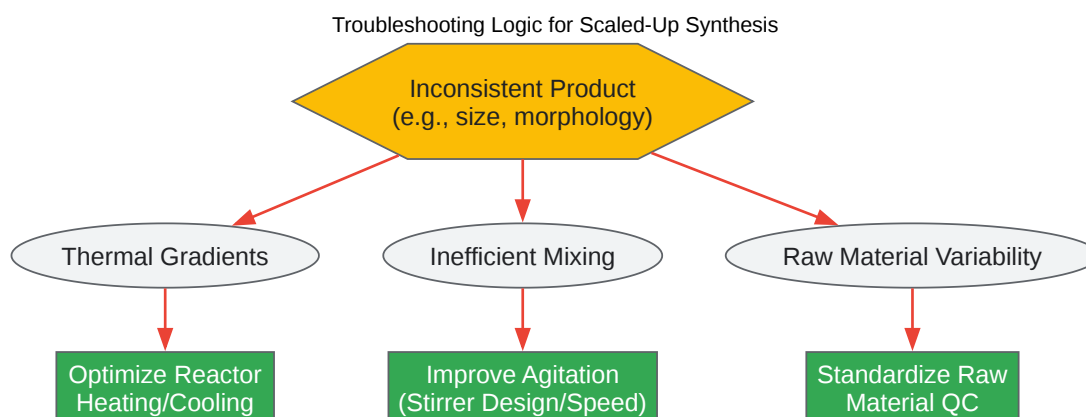 Troubleshooting Logic for Scaled-Up Synthesis
Inconsistent Product
(e.g., size, morphology)
Thermal Gradients
Inefficient Mixing
Raw Material Variability
Optimize Reactor
Heating/Cooling
Improve Agitation
(Stirrer Design/Speed)
Standardize Raw
Material QC